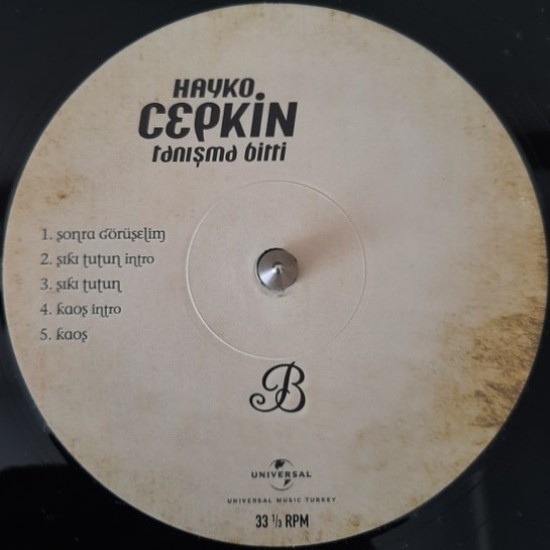 HAYKO
CEPKİN
tanışma bitti
1. sonra görüşelim
2. sıkı tutun intro
3. sıkı tutun
4. kaos intro
5. kaos
B
UNIVERSAL
UNIVERSAL MUSIC TURKEY
33 ⅓ RPM